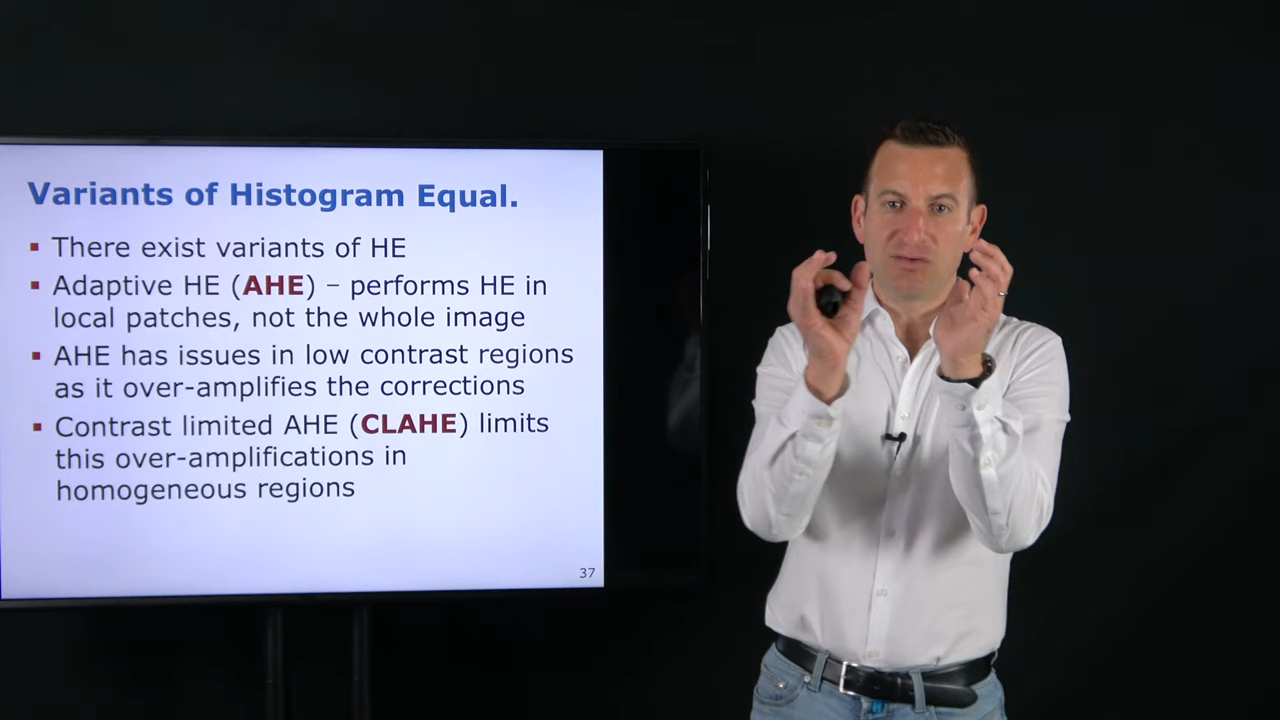 Variants of Histogram Equal.
▪ There exist variants of HE
▪ Adaptive HE (AHE) – performs HE in
local patches, not the whole image
▪ AHE has issues in low contrast regions
as it over-amplifies the corrections
▪ Contrast limited AHE (CLAHE) limits
this over-amplifications in
homogeneous regions
37